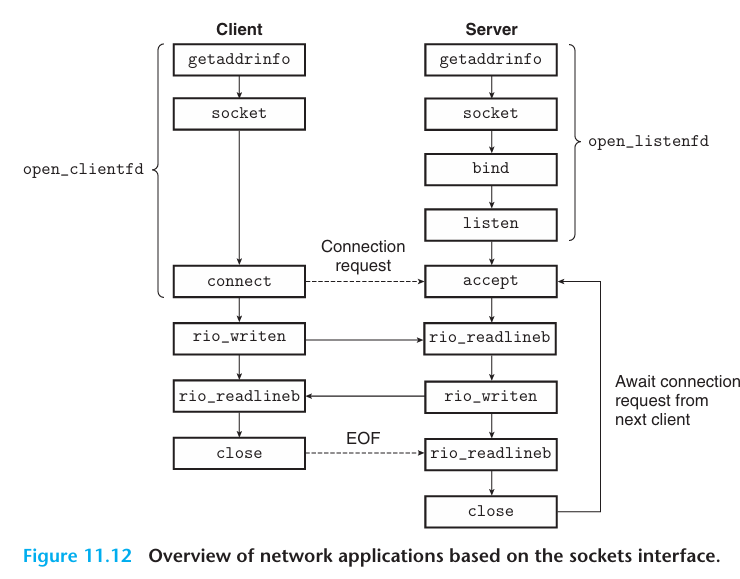 Client
Server
getaddrinfo
getaddrinfo
socket
socket
open_clientfd
open_listenfd
bind
listen
Connection
request
connect
accept
rio_writen
rio_readlineb
rio_readlineb
rio_writen
Await connection
request from
next client
close
EOF
rio_readlineb
close
Figure 11.12 Overview of network applications based on the sockets interface.